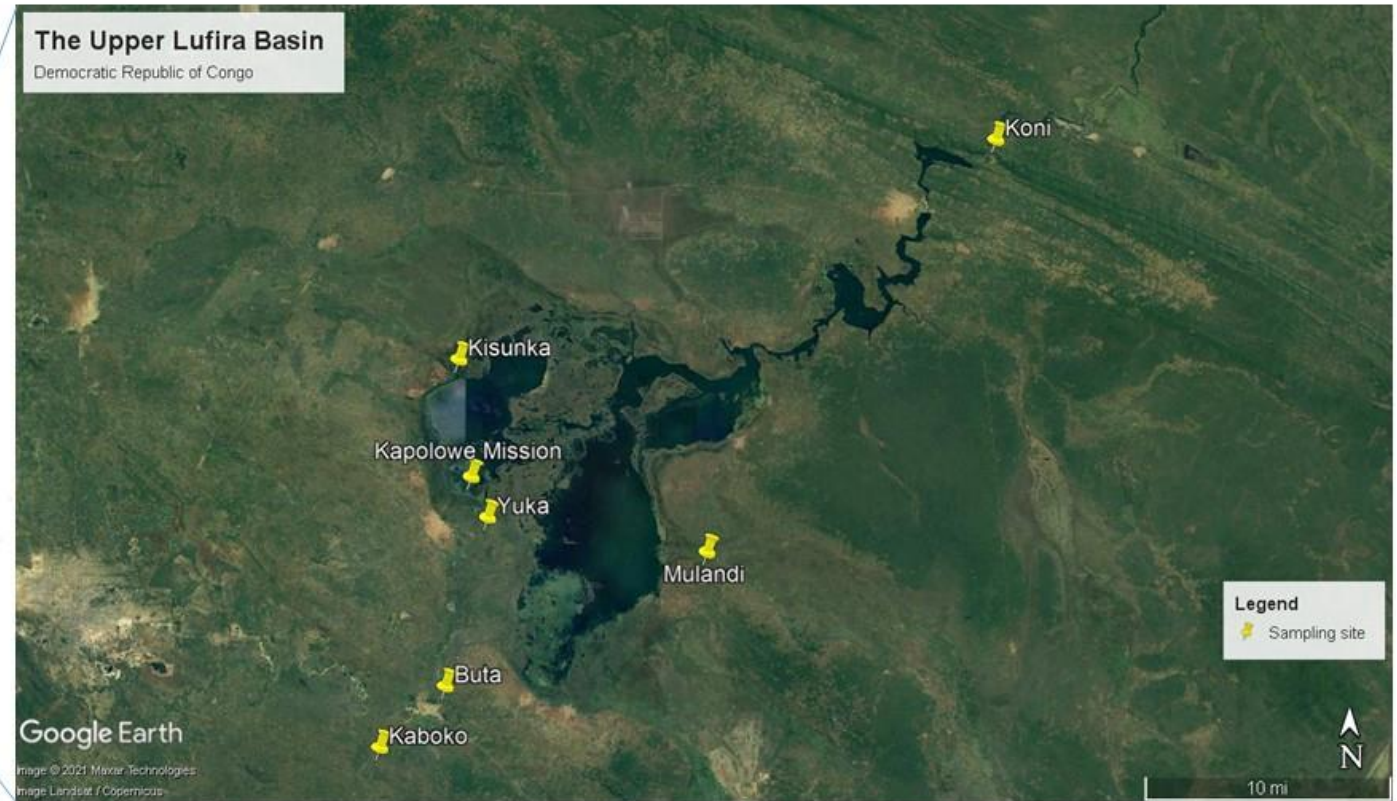 The Upper Lufira Basin
Democratic Republic of Congo
Koni
Kisunka
Kapolowe Mission
Yuka
Mulandi
Legend
Sampling site
Buta
Kaboko
Google Earth
Image © 2021 Maxar Technologies
Image Landsat / Copernicus
N
10 mi